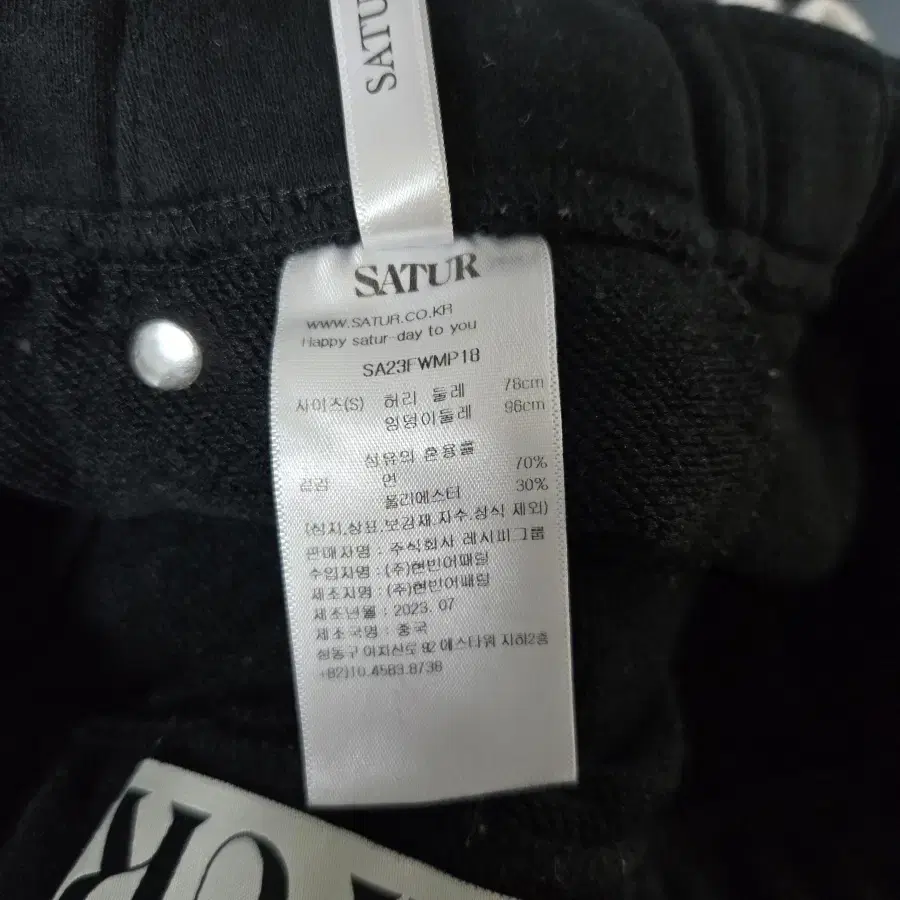 SATU
SATUR
WWW.SATUR.CO.KR
Happy satur-day to you
SA23FWMP18
사이즈(S) 허리 둘레 78cm
엉덩이둘레 96cm
섬유의 혼용률
겉감 면 70%
폴리에스터 30%
(심지,상표,보강재,자수,장식 제외)
판매자명 : 주식회사 레시피그룹
수입자명 : (주)현빈어패럴
제조자명 : (주)현빈어패럴
제조년월 : 2023. 07
제조국명 : 중국
성동구 아차산로 92 에스타워 지하2층
+82)10.4583.8738